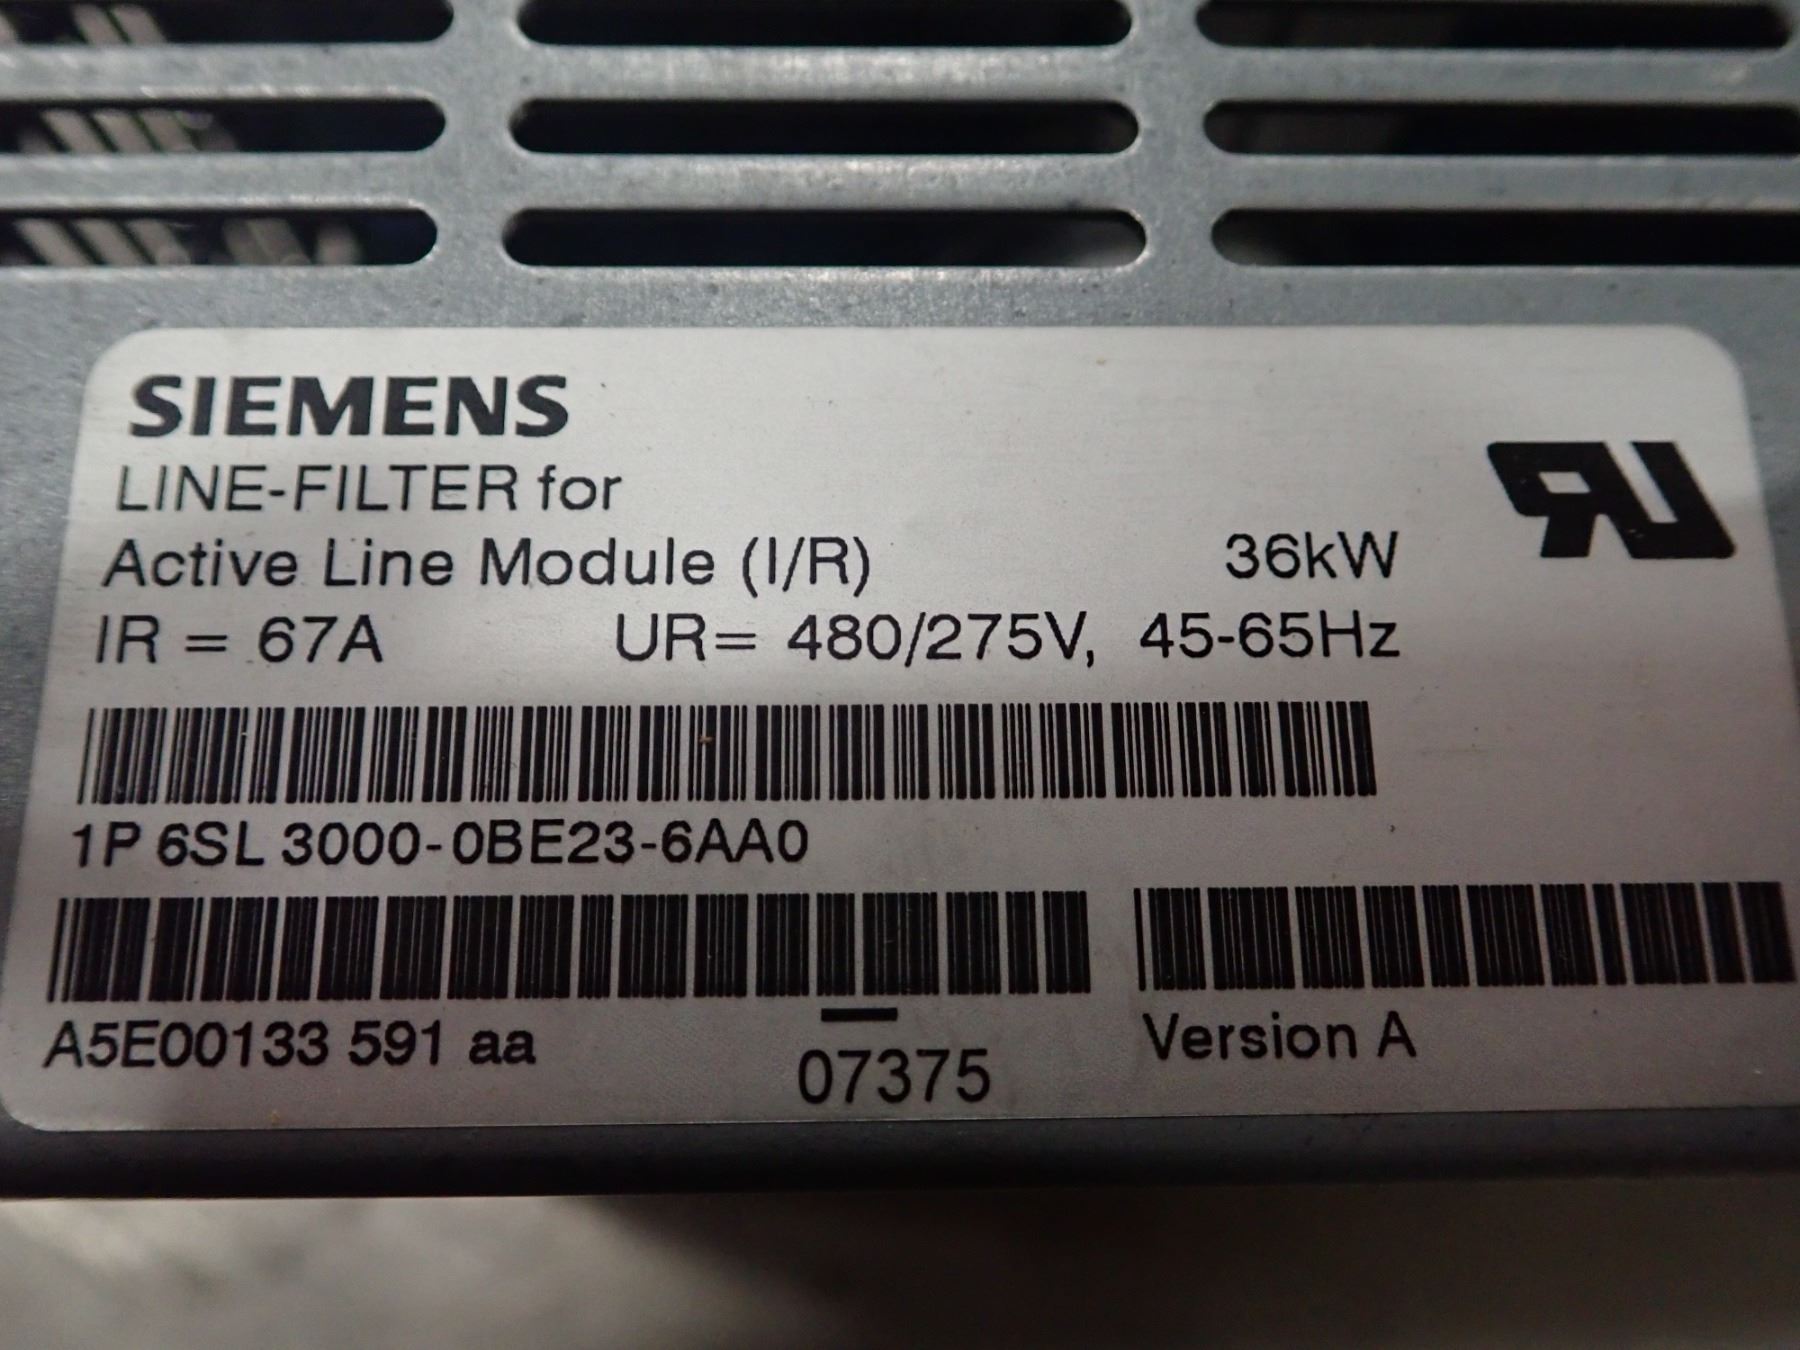 SIEMENS
LINE-FILTER for
Active Line Module (I/R) 36kW
IR = 67A UR= 480/275V, 45-65Hz
1P 6SL 3000-0BE23-6AA0
A5E00133 591 aa
07375
Version A